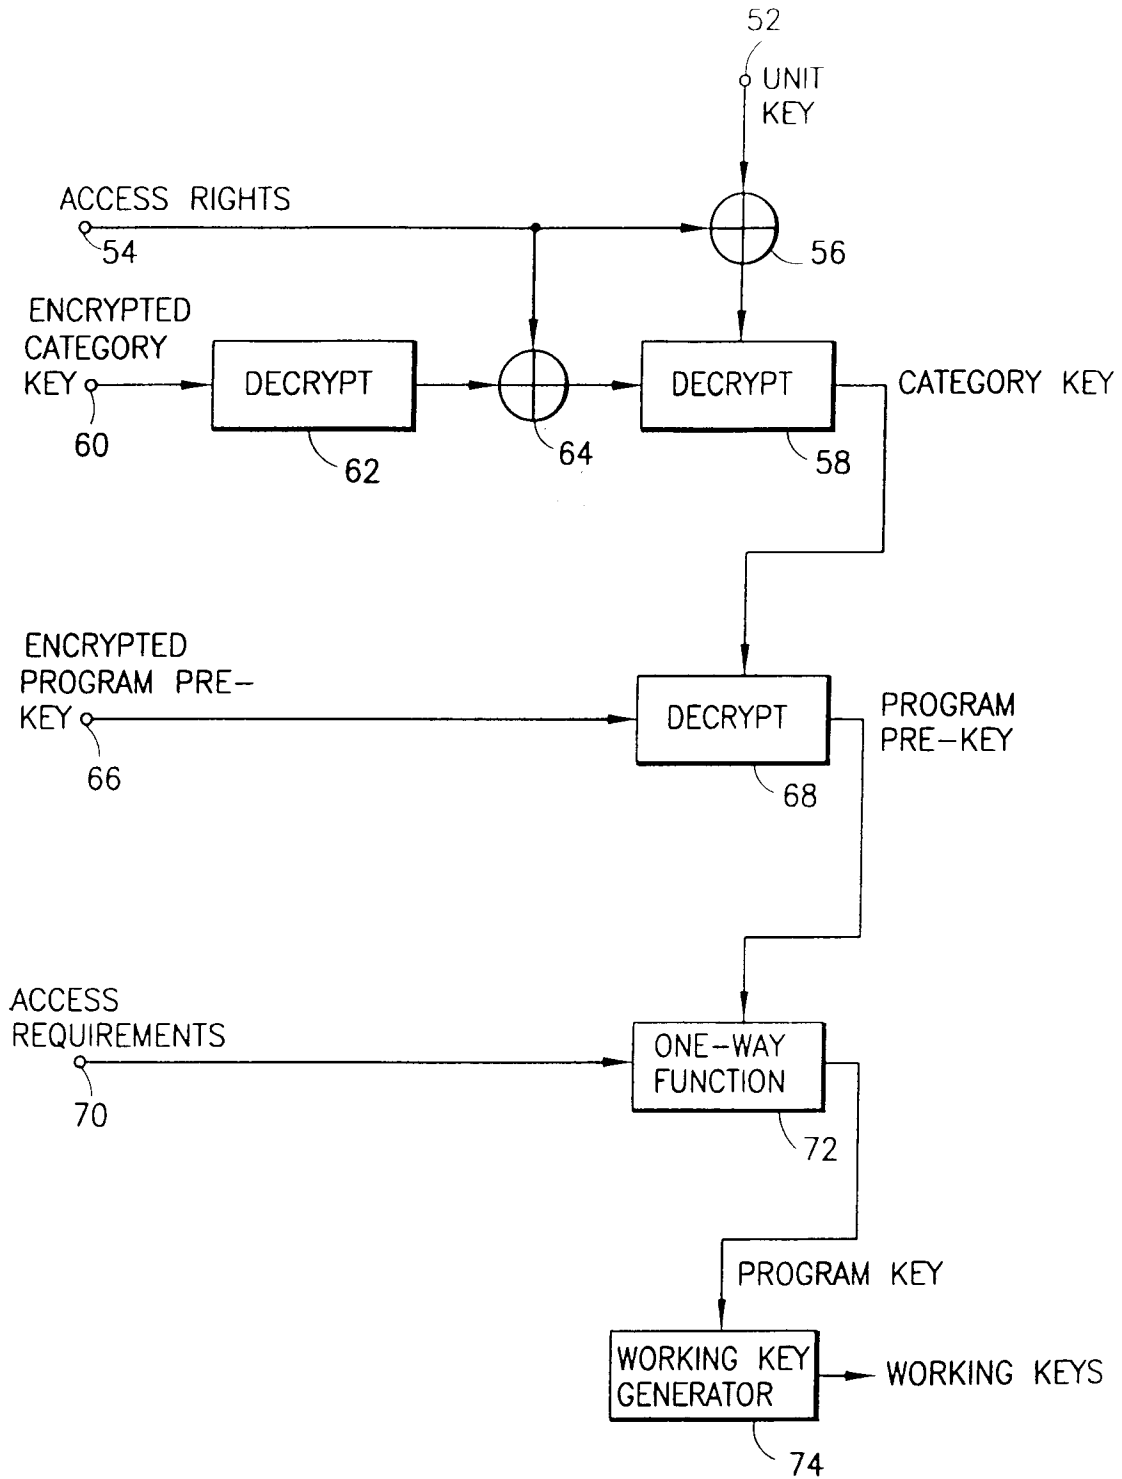 52
UNIT
KEY
ACCESS RIGHTS
54
56
ENCRYPTED
CATEGORY
KEY
DECRYPT
DECRYPT
CATEGORY KEY
60
62
64
58
ENCRYPTED
PROGRAM PRE-
KEY
DECRYPT
PROGRAM
PRE-KEY
66
68
ACCESS
REQUIREMENTS
ONE-WAY
FUNCTION
70
72
PROGRAM KEY
WORKING KEY
GENERATOR
WORKING KEYS
74